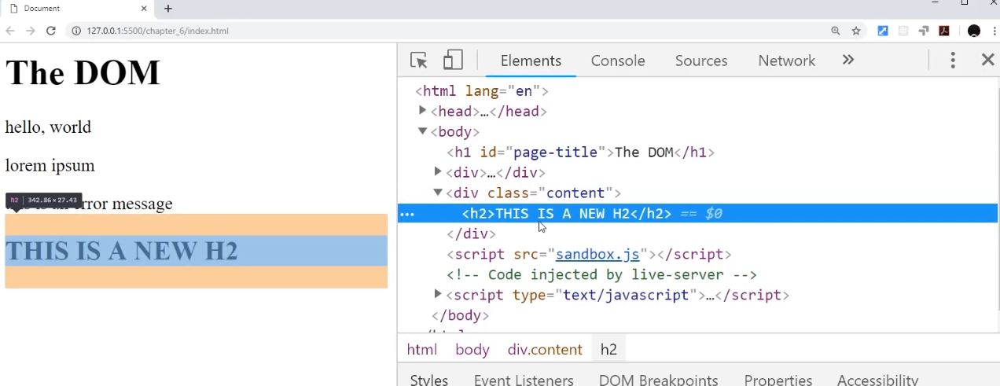 Document
127.0.0.1:5500/chapter_6/index.html
The DOM
hello, world
lorem ipsum
h2 342.86 × 27.43
error message
THIS IS A NEW H2
Elements Console Sources Network »
<html lang="en">
<head>…</head>
<body>
<h1 id="page-title">The DOM</h1>
<div>…</div>
<div class="content">
<h2>THIS IS A NEW H2</h2> == $0
</div>
<script src="sandbox.js"></script>
<!-- Code injected by live-server -->
<script type="text/javascript">…</script>
</body>
html body div.content h2
Styles Event Listeners DOM Breakpoints Properties Accessibility